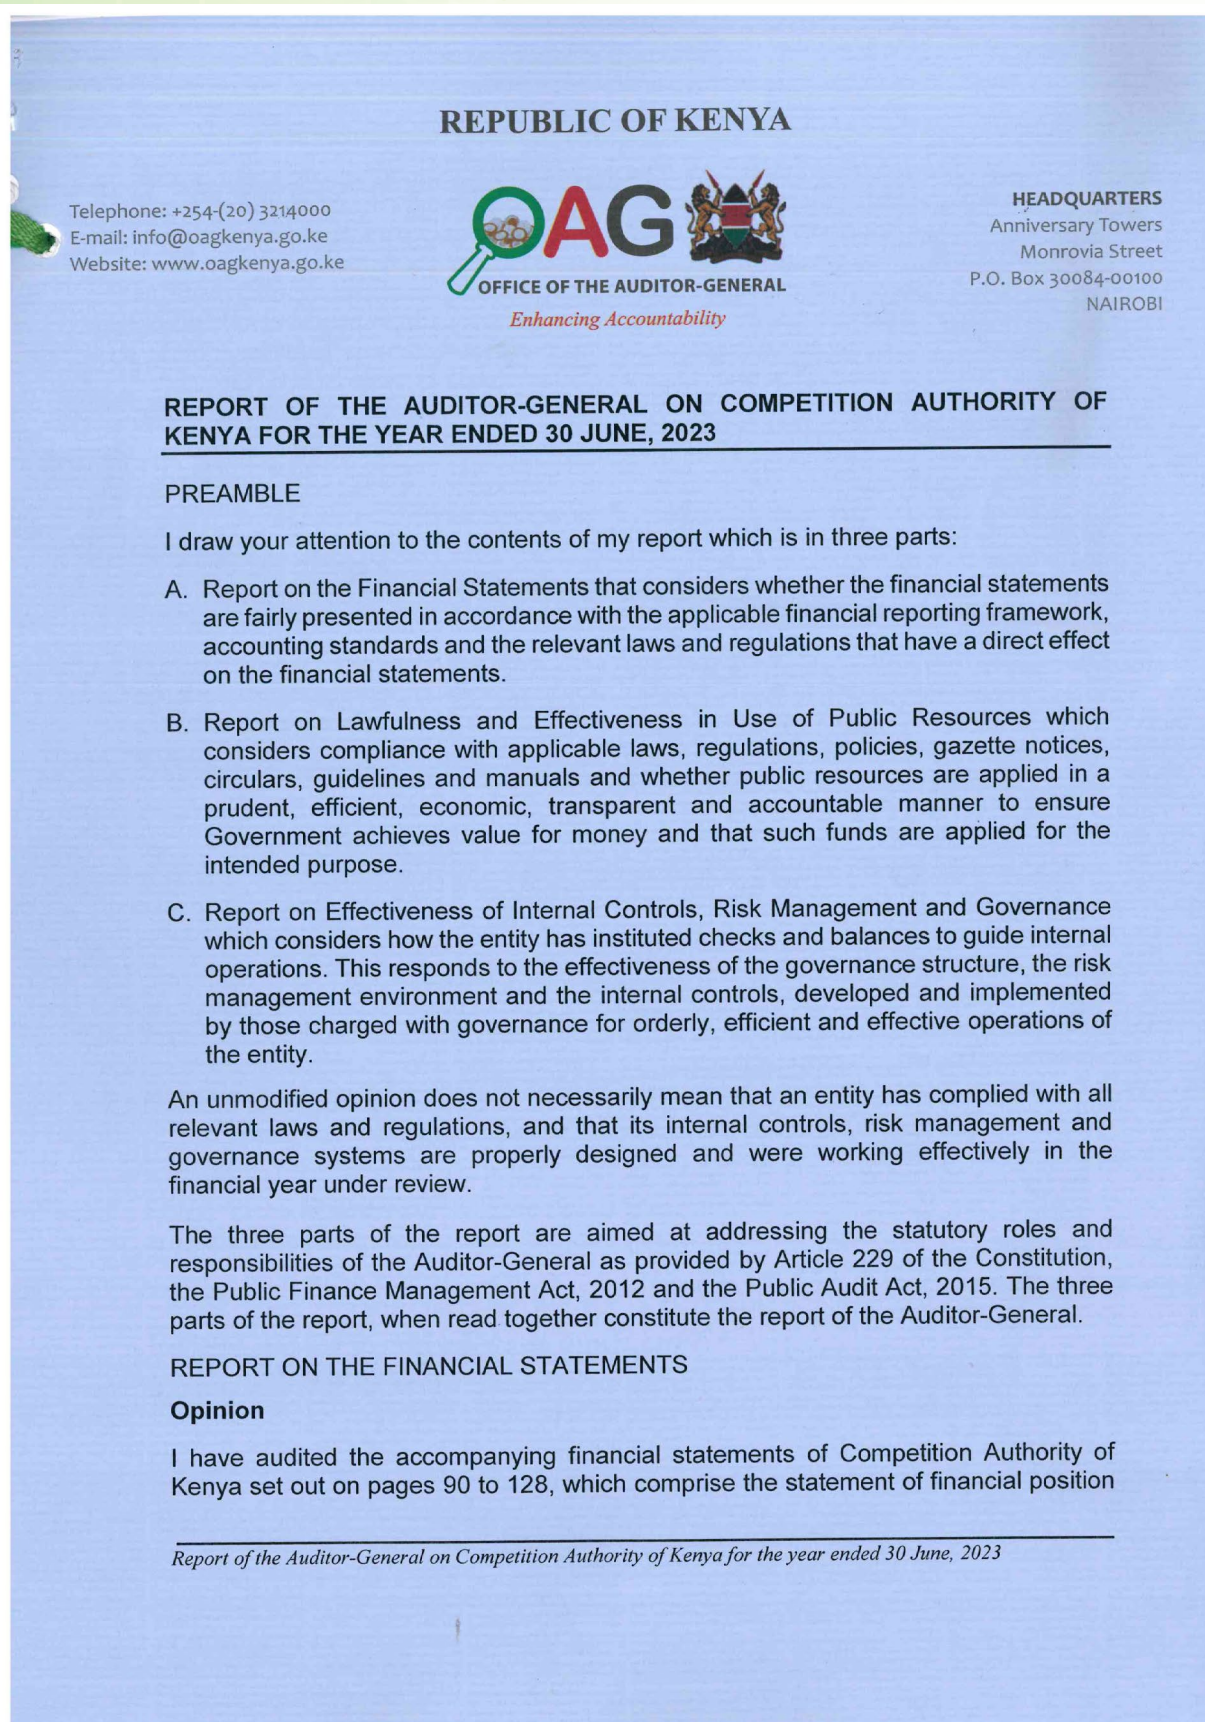 REPUBLIC OF KENYA
Telephone: +254-(20) 3214000
E-mail: info@oagkenya.go.ke
Website: www.oagkenya.go.ke
OAG
OFFICE OF THE AUDITOR-GENERAL
Enhancing Accountability
HEADQUARTERS
Anniversary Towers
Monrovia Street
P.O. Box 30084-00100
NAIROBI
REPORT OF THE AUDITOR-GENERAL ON COMPETITION AUTHORITY OF
KENYA FOR THE YEAR ENDED 30 JUNE, 2023
PREAMBLE
I draw your attention to the contents of my report which is in three parts:
A. Report on the Financial Statements that considers whether the financial statements
are fairly presented in accordance with the applicable financial reporting framework,
accounting standards and the relevant laws and regulations that have a direct effect
on the financial statements.
B. Report on Lawfulness and Effectiveness in Use of Public Resources which
considers compliance with applicable laws, regulations, policies, gazette notices,
circulars, guidelines and manuals and whether public resources are applied in a
prudent, efficient, economic, transparent and accountable manner to ensure
Government achieves value for money and that such funds are applied for the
intended purpose.
C. Report on Effectiveness of Internal Controls, Risk Management and Governance
which considers how the entity has instituted checks and balances to guide internal
operations. This responds to the effectiveness of the governance structure, the risk
management environment and the internal controls, developed and implemented
by those charged with governance for orderly, efficient and effective operations of
the entity.
An unmodified opinion does not necessarily mean that an entity has complied with all
relevant laws and regulations, and that its internal controls, risk management and
governance systems are properly designed and were working effectively in the
financial year under review.
The three parts of the report are aimed at addressing the statutory roles and
responsibilities of the Auditor-General as provided by Article 229 of the Constitution,
the Public Finance Management Act, 2012 and the Public Audit Act, 2015. The three
parts of the report, when read together constitute the report of the Auditor-General.
REPORT ON THE FINANCIAL STATEMENTS
Opinion
I have audited the accompanying financial statements of Competition Authority of
Kenya set out on pages 90 to 128, which comprise the statement of financial position
Report of the Auditor-General on Competition Authority of Kenya for the year ended 30 June, 2023